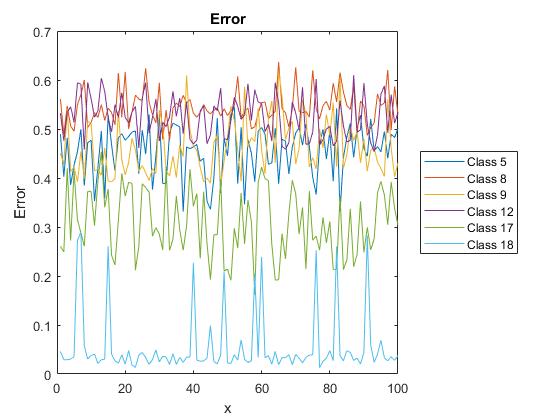 Error
0.7
0.6
0.5
0.4
0.3
0.2
0.1
0
Error
0 20 40 60 80 100
x
Class 5
Class 8
Class 9
Class 12
Class 17
Class 18